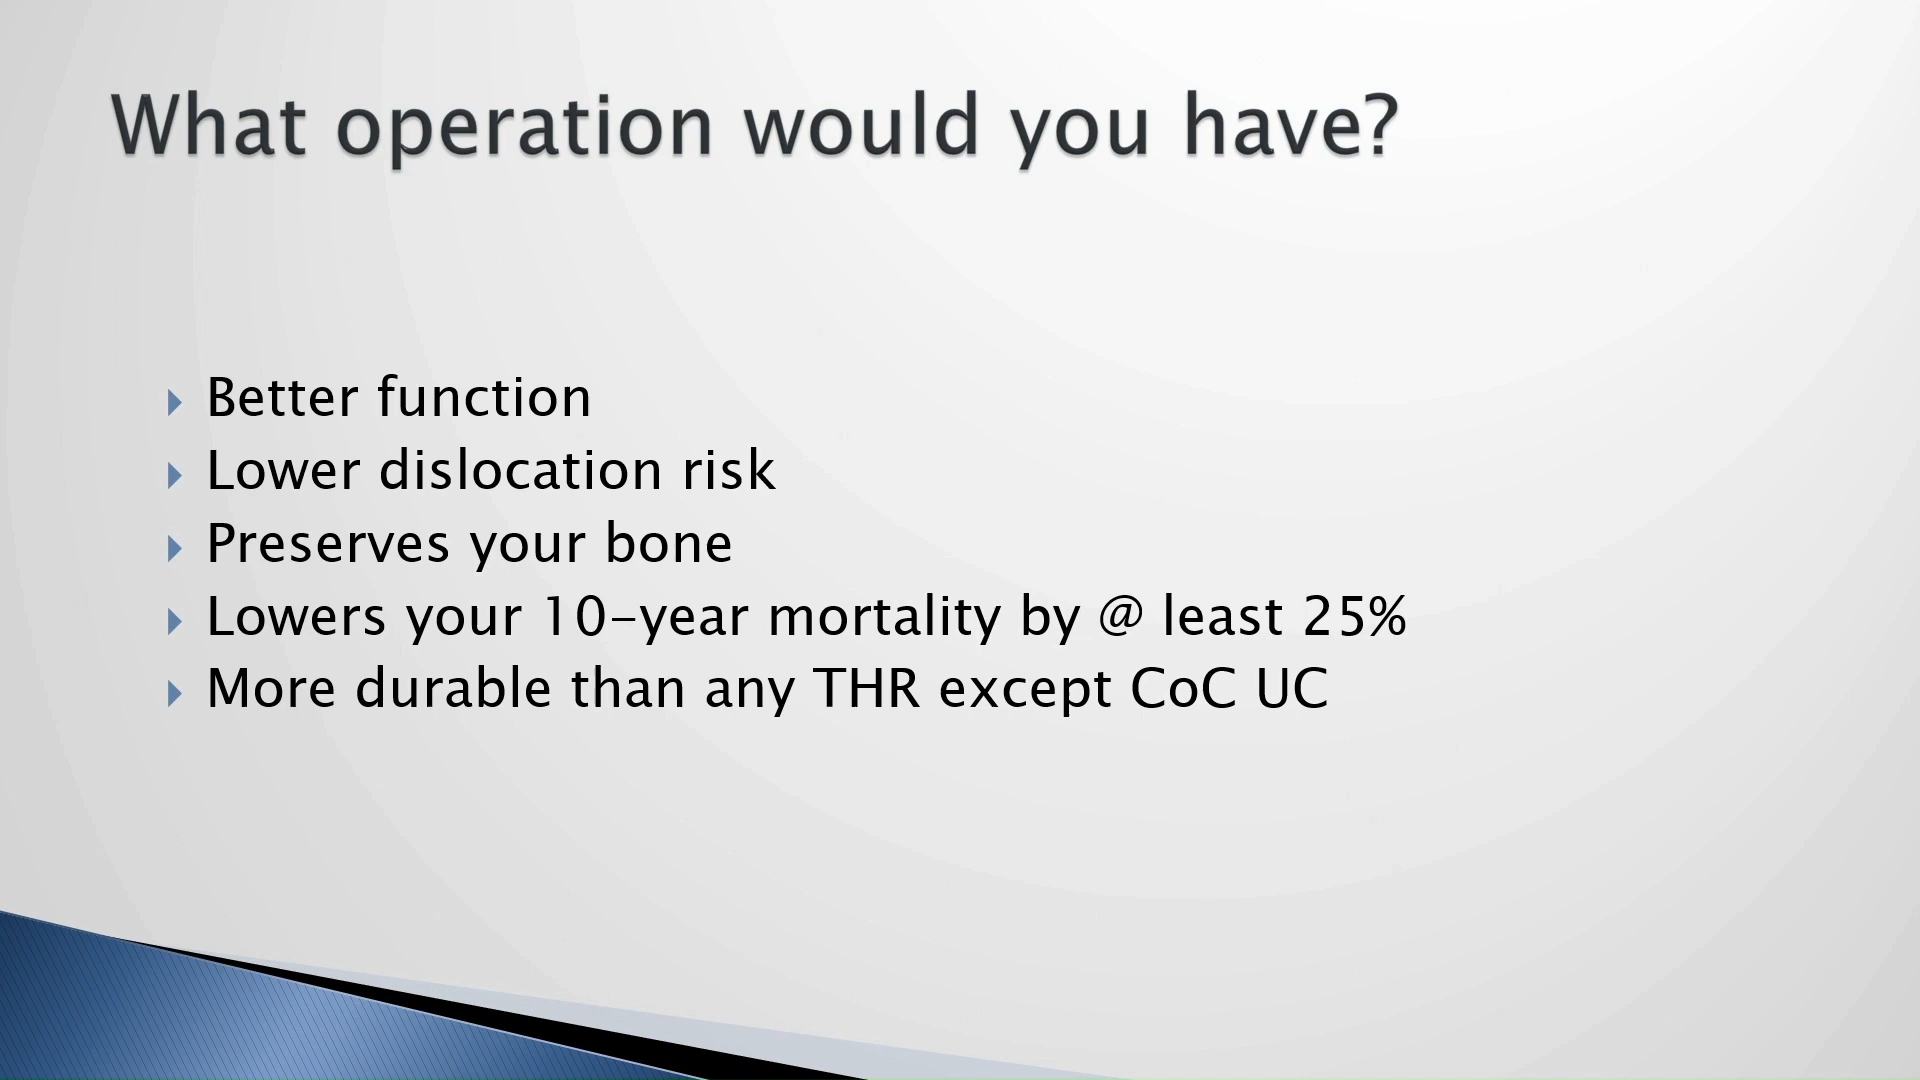 What operation would you have?
Better function
Lower dislocation risk
Preserves your bone
Lowers your 10-year mortality by @ least 25%
More durable than any THR except CoC UC